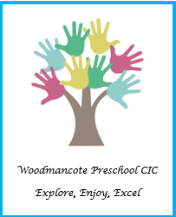 Woodmancote Preschool CIC
Explore, Enjoy, Excel